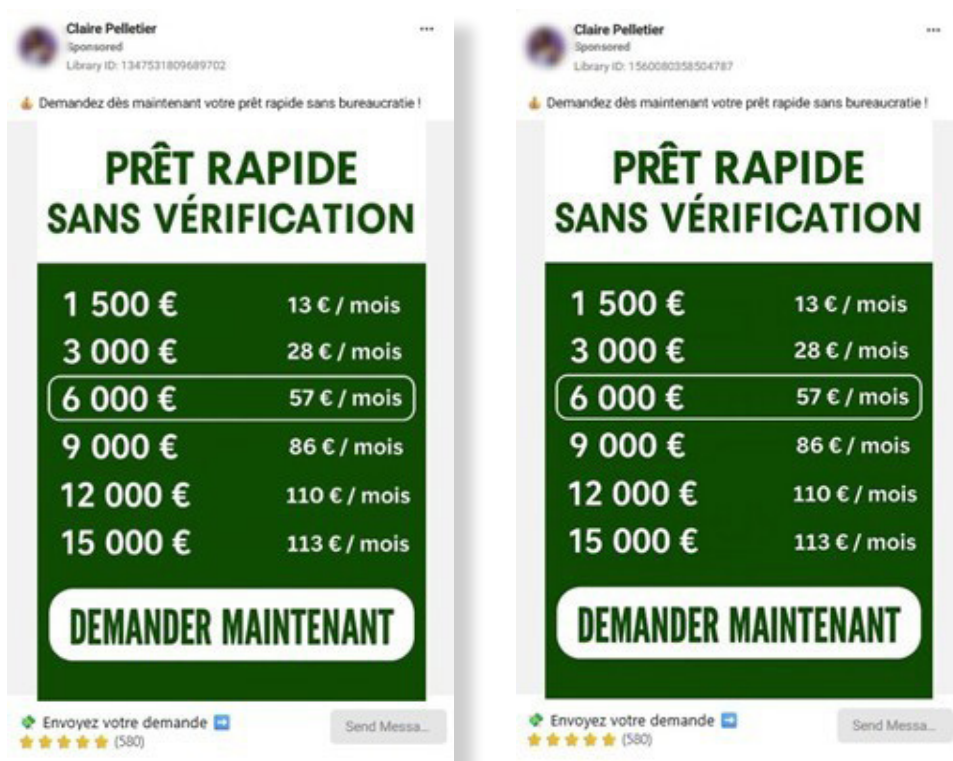 Claire Pelletier
Sponsored
Library ID: 1347531809689702
👍 Demandez dès maintenant votre prêt rapide sans bureaucratie !
PRÊT RAPIDE
SANS VÉRIFICATION
1 500 € 13 € / mois
3 000 € 28 € / mois
6 000 € 57 € / mois
9 000 € 86 € / mois
12 000 € 110 € / mois
15 000 € 113 € / mois
DEMANDER MAINTENANT
💸 Envoyez votre demande ➡️
⭐⭐⭐⭐⭐ (580)
Send Messa...
Claire Pelletier
Sponsored
Library ID: 1560080358504787
👍 Demandez dès maintenant votre prêt rapide sans bureaucratie !
PRÊT RAPIDE
SANS VÉRIFICATION
1 500 € 13 € / mois
3 000 € 28 € / mois
6 000 € 57 € / mois
9 000 € 86 € / mois
12 000 € 110 € / mois
15 000 € 113 € / mois
DEMANDER MAINTENANT
💸 Envoyez votre demande ➡️
⭐⭐⭐⭐⭐ (580)
Send Messa...